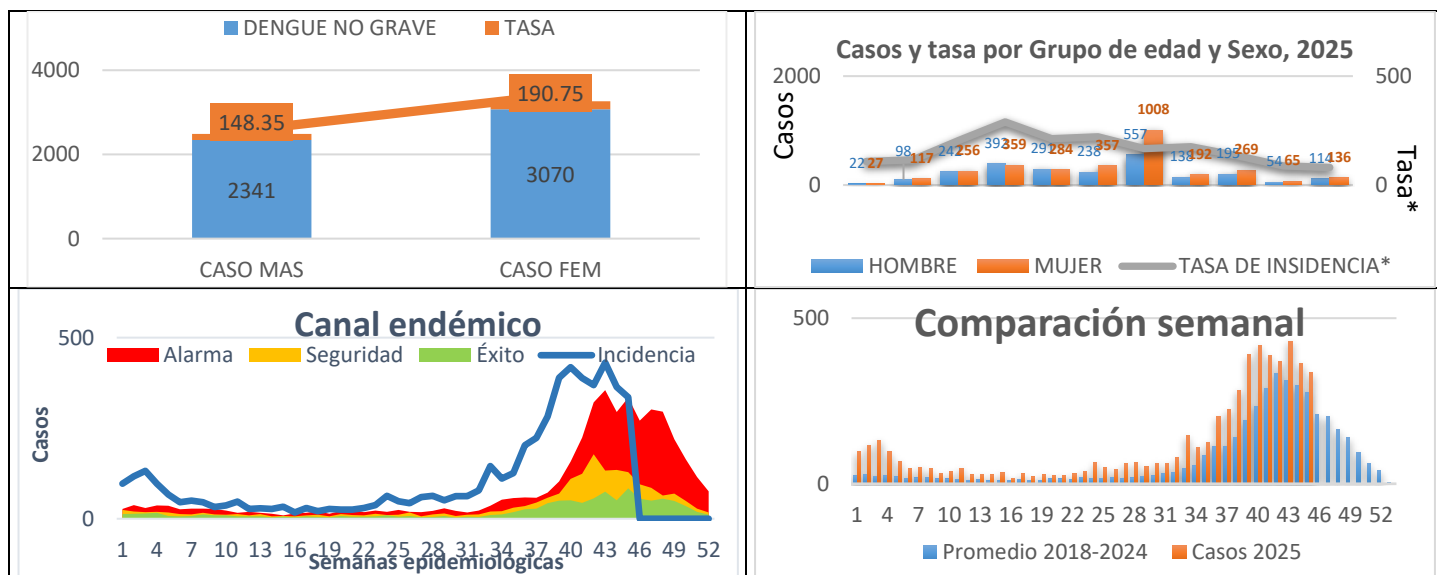 DENGUE NO GRAVE TASA
4000
2000
0
148.35
190.75
2341
3070
CASO MAS CASO FEM
Casos y tasa por Grupo de edad y Sexo, 2025
2000 500
0 0
Casos
Tasa*
22 27 98 117 242 256 392 359 291 284 238 357 557 1008 138 192 195 269 54 65 114 136
HOMBRE MUJER TASA DE INSIDENCIA*
Canal endémico
500
0
Alarma Seguridad Éxito Incidencia
Casos
1 4 7 10 13 16 19 22 25 28 31 34 37 40 43 46 49 52
Semanas epidemiológicas
Comparación semanal
500
0
1 4 7 10 13 16 19 22 25 28 31 34 37 40 43 46 49 52
Promedio 2018-2024 Casos 2025